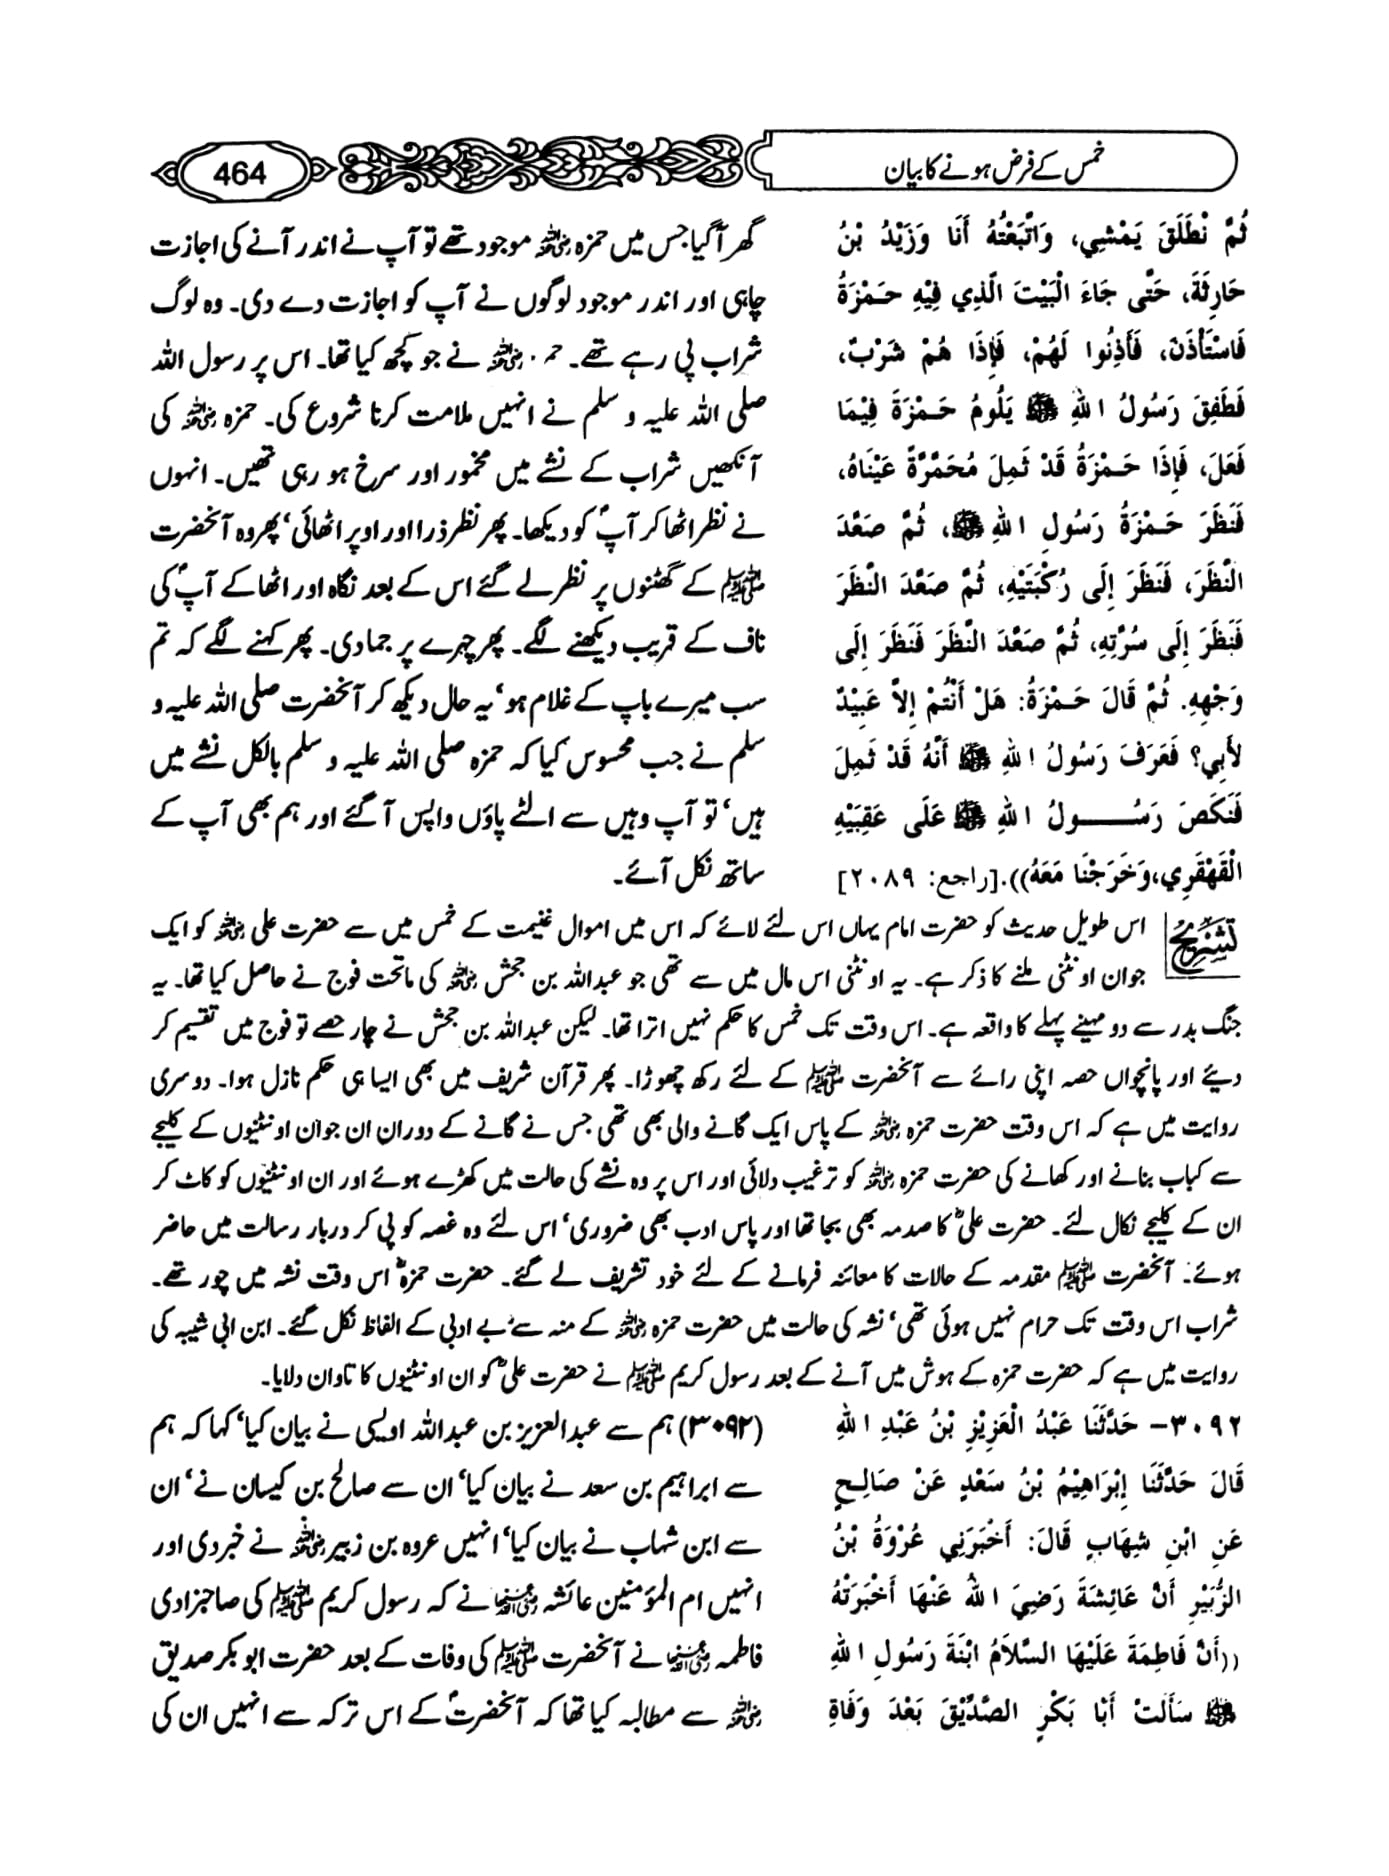 خمس کے فرض ہونے کا بیان
464
ثُمَّ نْطَلَقَ يَمْشِي، وَاتَّبَعْتُهُ أَنَا وَزَيْدُ بْنُ
حَارِثَةَ، حَتَّى جَاءَ الْبَيْتَ الَّذِي فِيْهِ حَـمْزَةُ
فَاسْتَأْذَنَ، فَأَذِنُوا لَهُمْ، فَإِذَا هُمْ شَرْبٌ،
فَطَفِقَ رَسُولُ اللهِ ﷺ يَلُومُ حَـمْزَةَ فِيْمَا
فَعَلَ، فَإِذَا حَـمْزَةُ قَدْ ثَمِلَ مُحَمَّرَّةً عَيْنَاهُ،
فَنَظَرَ حَـمْزَةُ رَسُولِ اللهِ ﷺ، ثُمَّ صَعَّدَ
النَّظَرَ، فَنَظَرَ إِلَى رُكْبَتَيْهِ، ثُمَّ صَعَّدَ النَّظَرَ
فَنَظَرَ إِلَى سُرَّتِهِ، ثُمَّ صَعَّدَ النَّظَرَ فَنَظَرَ إِلَى
وَجْهِهِ. ثُمَّ قَالَ حَـمْزَةُ: هَلْ أَنْتُمْ إِلاَّ عَبِيْدٌ
لأَبِي؟ فَعَرَفَ رَسُولُ اللهِ ﷺ أَنَّهُ قَدْ ثَمِلَ
فَنَكَصَ رَسُـــولُ اللهِ ﷺ عَلَى عَقِبَيْهِ
الْقَهْقَرِي، وَخَرَجْنَا مَعَهُ)). [راجع: ٢٠٨٩]
گھر آگیا جس میں حمزہ رضی اللہ عنہ موجود تھے تو آپ نے اندر آنے کی اجازت
چاہی اور اندر موجود لوگوں نے آپ کو اجازت دے دی۔ وہ لوگ
شراب پی رہے تھے۔ رضی اللہ عنہ نے جو کچھ کیا تھا۔ اس پر رسول اللہ
صلی اللہ علیہ و سلم نے انہیں ملامت کرنا شروع کی۔ حمزہ رضی اللہ عنہ کی
آنکھیں شراب کے نشے میں مخمور اور سرخ ہو رہی تھیں۔ انہوں
نے نظر اٹھا کر آپؐ کو دیکھا۔ پھر نظر ذرا اور اوپر اٹھائی‘ پھر وہ آنحضرت
صلی اللہ علیہ وسلم کے گھٹنوں پر نظر لے گئے اس کے بعد نگاہ اور اٹھا کے آپؐ کی
ناف کے قریب دیکھنے لگے۔ پھر چہرے پر جمادی۔ پھر کہنے لگے کہ تم
سب میرے باپ کے غلام ہو‘ یہ حال دیکھ کر آنحضرت صلی اللہ علیہ و
سلم نے جب محسوس کیا کہ حمزہ صلی اللہ علیہ و سلم بالکل نشے میں
ہیں‘ تو آپ وہیں سے الٹے پاؤں واپس آگئے اور ہم بھی آپ کے
ساتھ نکل آئے۔
تشریح اس طویل حدیث کو حضرت امام یہاں اس لئے لائے کہ اس میں اموال غنیمت کے خمس میں سے حضرت علی رضی اللہ عنہ کو ایک
جوان اونٹنی ملنے کا ذکر ہے۔ یہ اونٹنی اس مال میں سے تھی جو عبداللہ بن جحش رضی اللہ عنہ کی ماتحت فوج نے حاصل کیا تھا۔ یہ
جنگ بدر سے دو مہینے پہلے کا واقعہ ہے۔ اس وقت تک خمس کا حکم نہیں اترا تھا۔ لیکن عبداللہ بن جحش نے چار حصے تو فوج میں تقسیم کر
دیئے اور پانچواں حصہ اپنی رائے سے آنحضرت صلی اللہ علیہ وسلم کے لئے رکھ چھوڑا۔ پھر قرآن شریف میں بھی ایسا ہی حکم نازل ہوا۔ دوسری
روایت میں ہے کہ اس وقت حضرت حمزہ رضی اللہ عنہ کے پاس ایک گانے والی بھی تھی جس نے گانے کے دوران ان جوان اونٹنیوں کے کلیجے
سے کباب بنانے اور کھانے کی حضرت حمزہ رضی اللہ عنہ کو ترغیب دلائی اور اس پر وہ نشے کی حالت میں کھڑے ہوئے اور ان اونٹنیوں کو کاٹ کر
ان کے کلیجے نکال لئے۔ حضرت علیؓ کا صدمہ بھی بجا تھا اور پاس ادب بھی ضروری‘ اس لئے وہ غصہ کو پی کر دربار رسالت میں حاضر
ہوئے۔ آنحضرت صلی اللہ علیہ وسلم مقدمہ کے حالات کا معائنہ فرمانے کے لئے خود تشریف لے گئے۔ حضرت حمزہؓ اس وقت نشہ میں چور تھے۔
شراب اس وقت تک حرام نہیں ہوئی تھی‘ نشہ کی حالت میں حضرت حمزہ رضی اللہ عنہ کے منہ سے بے ادبی کے الفاظ نکل گئے۔ ابن ابی شیبہ کی
روایت میں ہے کہ حضرت حمزہ کے ہوش میں آنے کے بعد رسول کریم صلی اللہ علیہ وسلم نے حضرت علیؓ کو ان اونٹنیوں کا تاوان دلایا۔
٣٠٩٢– حَدَّثَنَا عَبْدُ الْعَزِيْزِ بْنُ عَبْدِ اللهِ
قَالَ حَدَّثَنَا إِبْرَاهِيْمُ بْنُ سَعْدٍ عَنْ صَالِحٍ
عَنِ ابْنِ شِهَابٍ قَالَ: أَخْبَرَنِي عُرْوَةُ بْنُ
الزُّبَيْرِ أَنَّ عَائِشَةَ رَضِيَ اللهُ عَنْهَا أَخْبَرَتْهُ
((أَنَّ فَاطِمَةَ عَلَيْهَا السَّلاَمُ ابْنَةَ رَسُولِ اللهِ
ﷺ سَأَلَتْ أَبَا بَكْرٍ الصِّدِّيْقَ بَعْدَ وَفَاةِ
(۳۰۹۲) ہم سے عبدالعزیز بن عبداللہ اویسی نے بیان کیا‘ کہا کہ ہم
سے ابراہیم بن سعد نے بیان کیا‘ ان سے صالح بن کیسان نے‘ ان
سے ابن شہاب نے بیان کیا‘ انہیں عروہ بن زبیر رضی اللہ عنہ نے خبر دی اور
انہیں ام المؤمنین عائشہ رضی اللہ عنہا نے کہ رسول کریم صلی اللہ علیہ وسلم کی صاحبزادی
فاطمہ رضی اللہ عنہا نے آنحضرت صلی اللہ علیہ وسلم کی وفات کے بعد حضرت ابو بکر صدیق
رضی اللہ عنہ سے مطالبہ کیا تھا کہ آنحضرتؐ کے اس ترکہ سے انہیں ان کی